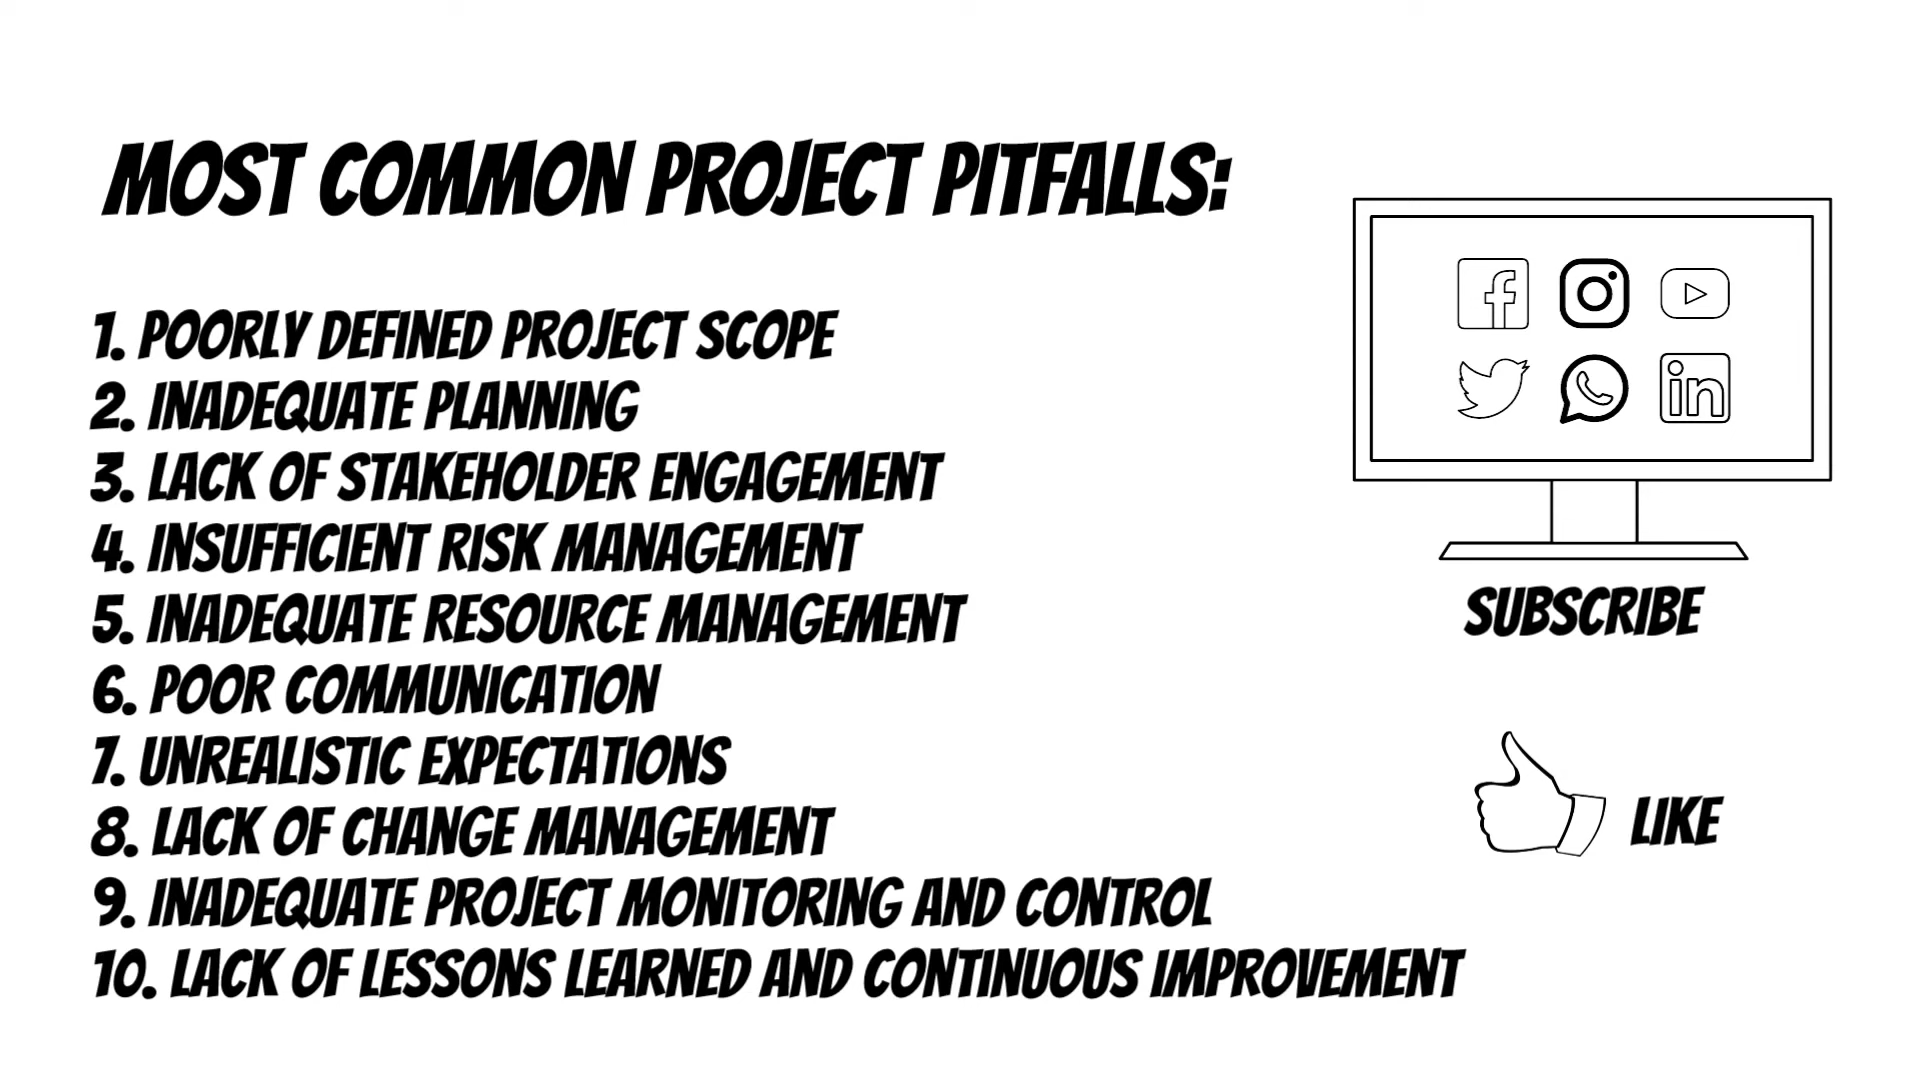 MOST COMMON PROJECT PITFALLS:
1. POORLY DEFINED PROJECT SCOPE
2. INADEQUATE PLANNING
3. LACK OF STAKEHOLDER ENGAGEMENT
4. INSUFFICIENT RISK MANAGEMENT
5. INADEQUATE RESOURCE MANAGEMENT
6. POOR COMMUNICATION
7. UNREALISTIC EXPECTATIONS
8. LACK OF CHANGE MANAGEMENT
9. INADEQUATE PROJECT MONITORING AND CONTROL
10. LACK OF LESSONS LEARNED AND CONTINUOUS IMPROVEMENT
f
in
SUBSCRIBE
LIKE